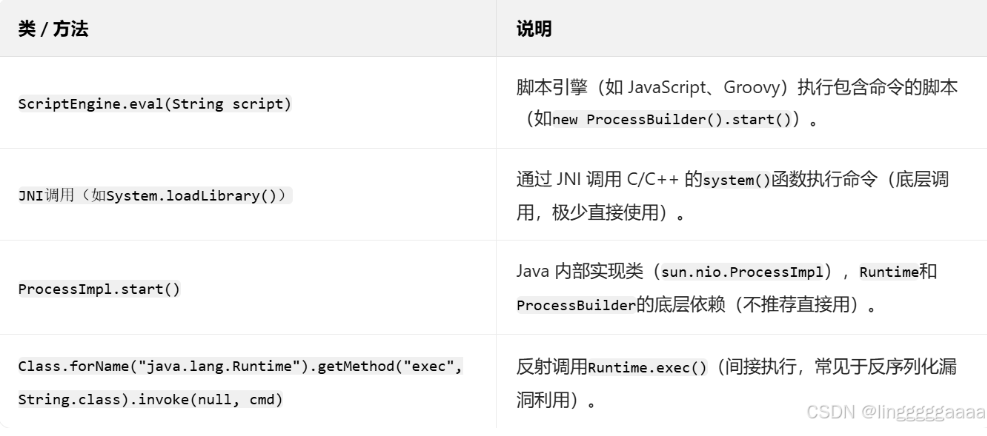 类 / 方法
说明
ScriptEngine.eval(String script)
脚本引擎（如 JavaScript、Groovy）执行包含命令的脚本
（如new ProcessBuilder().start()）。
JNI调用（如System.loadLibrary()）
通过 JNI 调用 C/C++ 的system()函数执行命令（底层调
用，极少直接使用）。
ProcessImpl.start()
Java 内部实现类（sun.nio.ProcessImpl），Runtime和
ProcessBuilder的底层依赖（不推荐直接用）。
Class.forName("java.lang.Runtime").getMethod("exec",
String.class).invoke(null, cmd)
反射调用Runtime.exec()（间接执行，常见于反序列化漏
洞利用）。
CSDN @lingggggaaaa